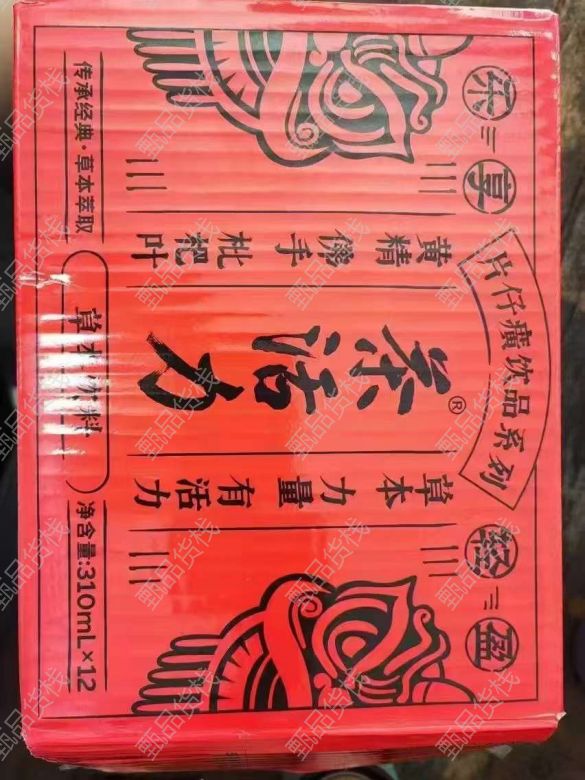 乐享
轻盈
片仔癀饮品系列
®
活力
黄精 佛手 枇杷叶
草本力量有活力
传承经典·草本萃取
草本饮料
净含量:310mL×12
甄品货栈